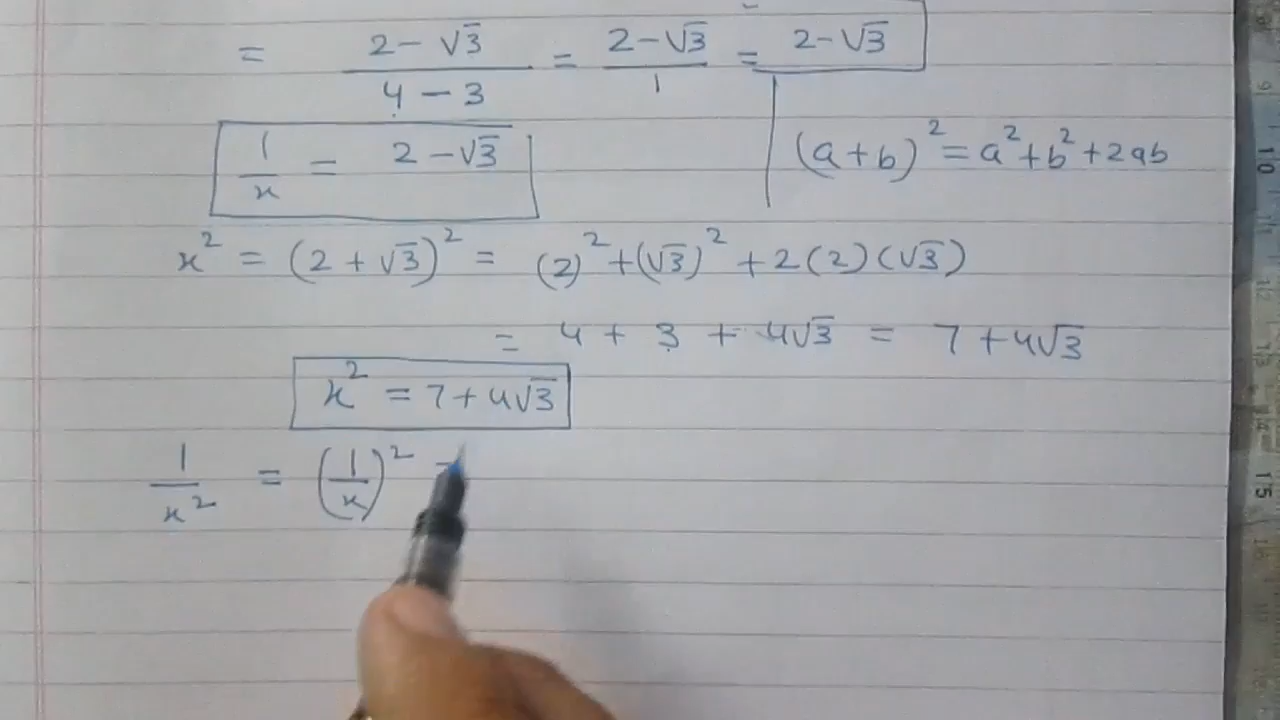 = 2-√3 / 4-3 = 2-√3 / 1 = 2-√3
1/x = 2-√3
(a+b)² = a²+b²+2ab
x² = (2+√3)² = (2)²+(√3)²+2(2)(√3)
= 4+3+4√3 = 7+4√3
x² = 7+4√3
1/x² = (1/x)²